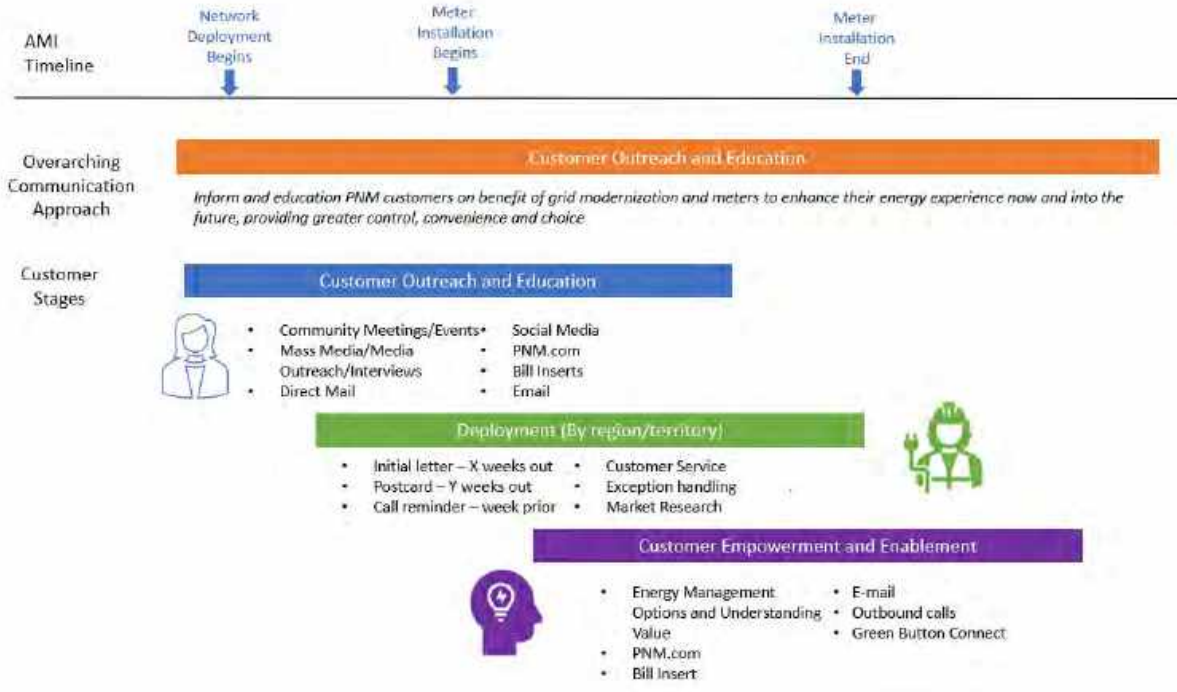 AMI
Timeline
Network
Deployment
Begins
Meter
Installation
Begins
Meter
Installation
End
Overarching
Communication
Approach
Customer Outreach and Education
Inform and education PNM customers on benefit of grid modernization and meters to enhance their energy experience now and into the
future, providing greater control, convenience and choice
Customer
Stages
Customer Outreach and Education
• Community Meetings/Events
• Mass Media/Media
Outreach/Interviews
• Direct Mail
• Social Media
• PNM.com
• Bill Inserts
• Email
Deployment (By region/territory)
• Initial letter – X weeks out
• Postcard – Y weeks out
• Call reminder – week prior
• Customer Service
• Exception handling
• Market Research
Customer Empowerment and Enablement
• Energy Management
Options and Understanding
Value
• PNM.com
• Bill Insert
• E-mail
• Outbound calls
• Green Button Connect